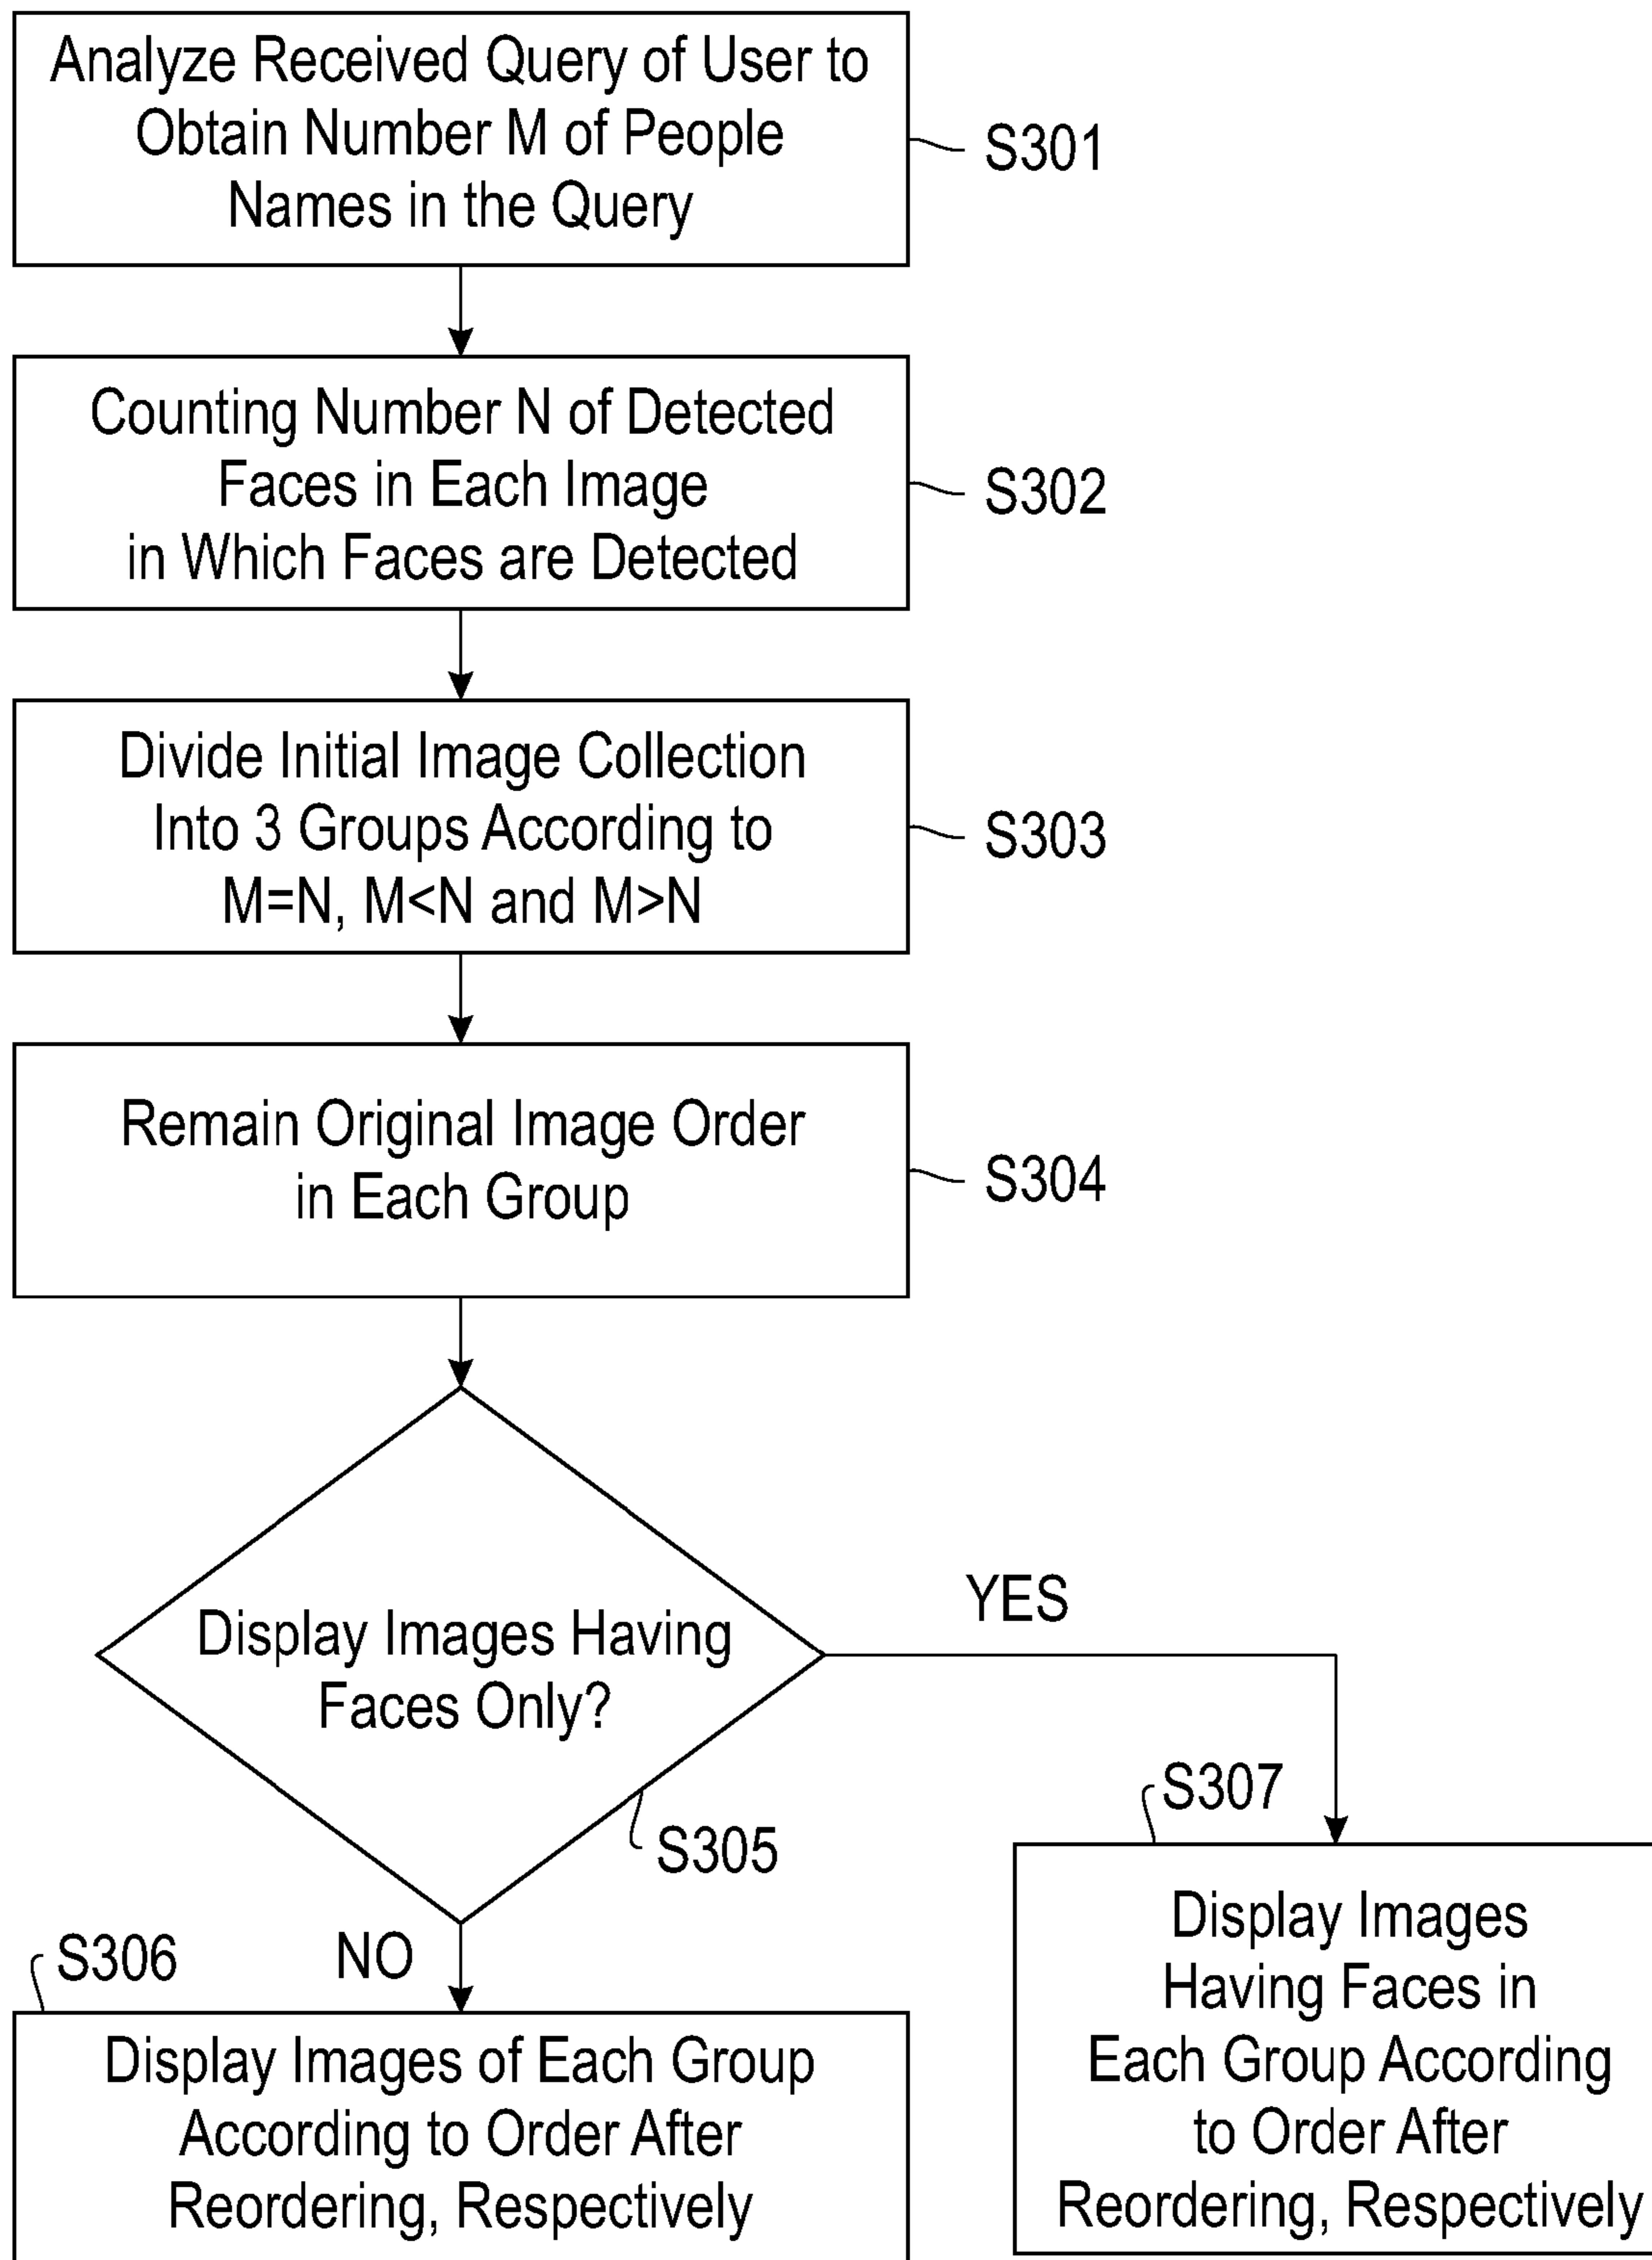 Analyze Received Query of User to
Obtain Number M of People
Names in the Query
S301
Counting Number N of Detected
Faces in Each Image
in Which Faces are Detected
S302
Divide Initial Image Collection
Into 3 Groups According to
M=N, M<N and M>N
S303
Remain Original Image Order
in Each Group
S304
Display Images Having
Faces Only?
S305
YES
NO
S306
Display Images of Each Group
According to Order After
Reordering, Respectively
S307
Display Images
Having Faces in
Each Group According
to Order After
Reordering, Respectively